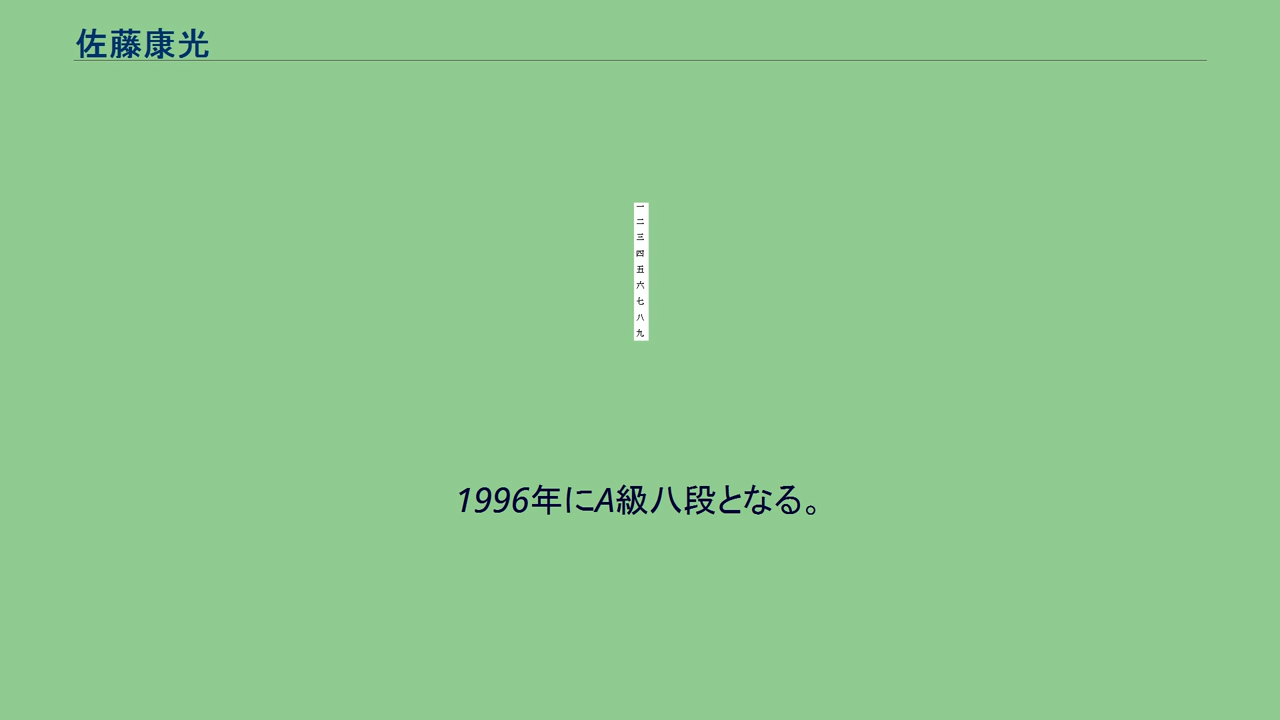 佐藤康光
一
二
三
四
五
六
七
八
九
1996年にA級八段となる。